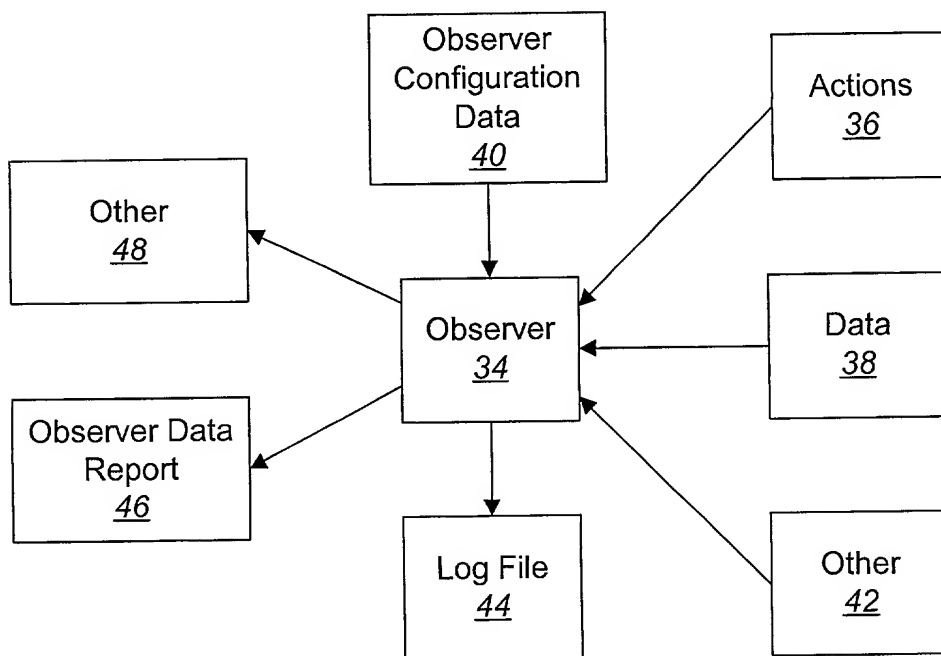 Observer
Configuration
Data
40
Actions
36
Other
48
Observer
34
Data
38
Observer Data
Report
46
Log File
44
Other
42